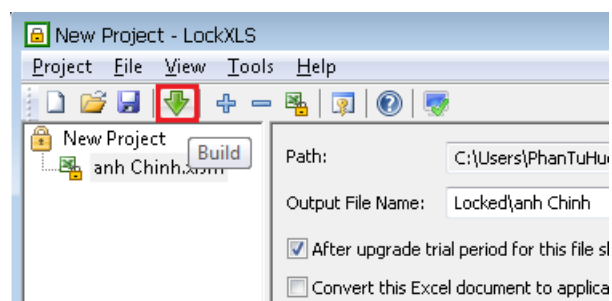 New Project - LockXLS
Project File View Tools Help
New Project
Build
anh Chinh.xlsm
Path: C:\Users\PhanTuHu
Output File Name: Locked\anh Chinh
After upgrade trial period for this file s
Convert this Excel document to applica